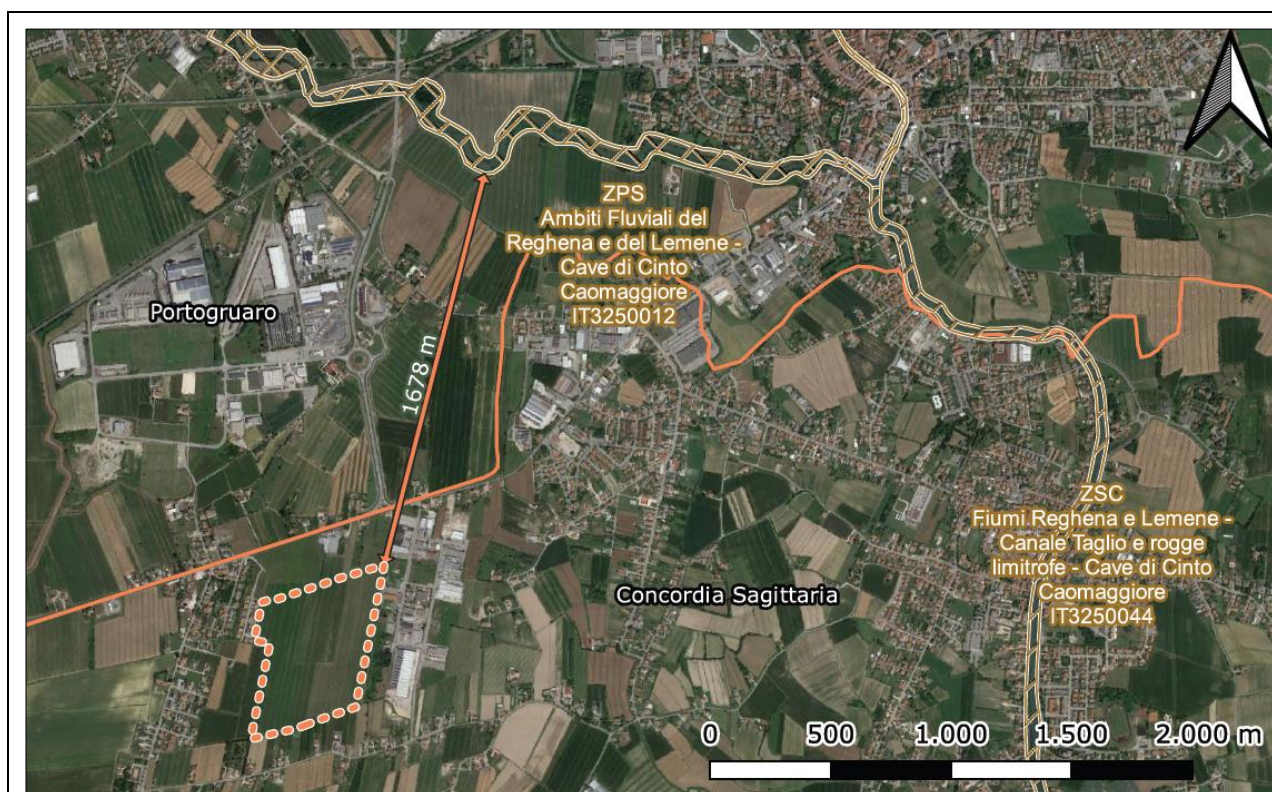 ZPS
Ambiti Fluviali del
Reghena e del Lemene -
Cave di Cinto
Caomaggiore
IT3250012
Portogruaro
1678 m
ZSC
Fiumi Reghena e Lemene -
Canale Taglio e rogge
limitrofe - Cave di Cinto
Caomaggiore
IT3250044
Concordia Sagittaria
0 500 1.000 1.500 2.000 m